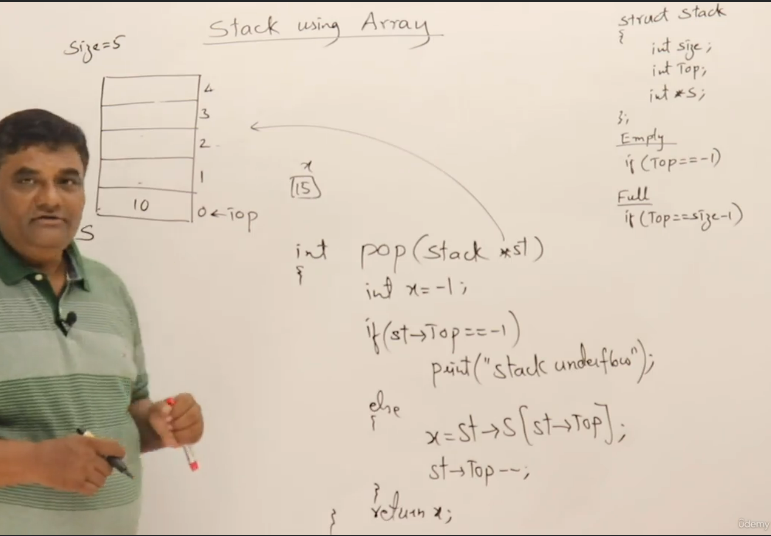 Stack using Array
Size=5
4
3
2
1
10
0←Top
S
x
15
int pop(stack *st)
{
int x=-1;
if(st→Top==-1)
print("stack underflow");
else
{
x=st→S[st→Top];
st→Top--;
}
return x;
}
struct Stack
{
int size;
int Top;
int *S;
};
Empty
if(Top==-1)
Full
if(Top==size-1)
ûdemy